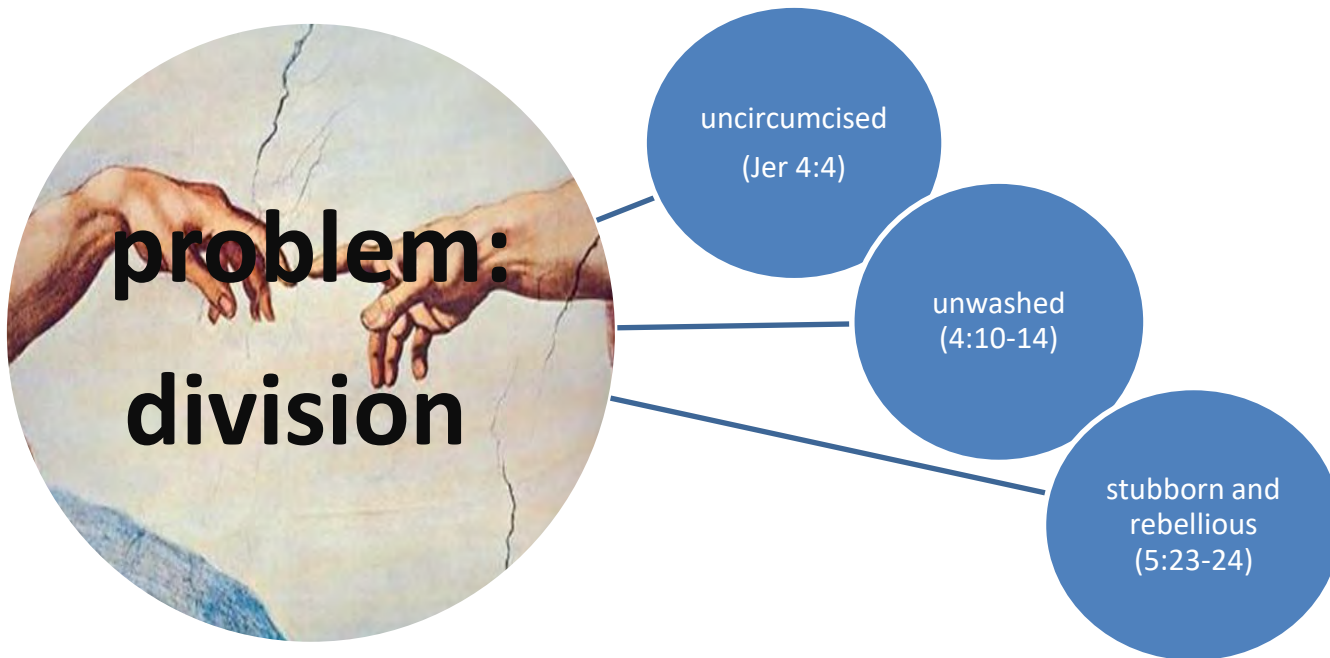 problem:
division
uncircumcised
(Jer 4:4)
unwashed
(4:10-14)
stubborn and
rebellious
(5:23-24)